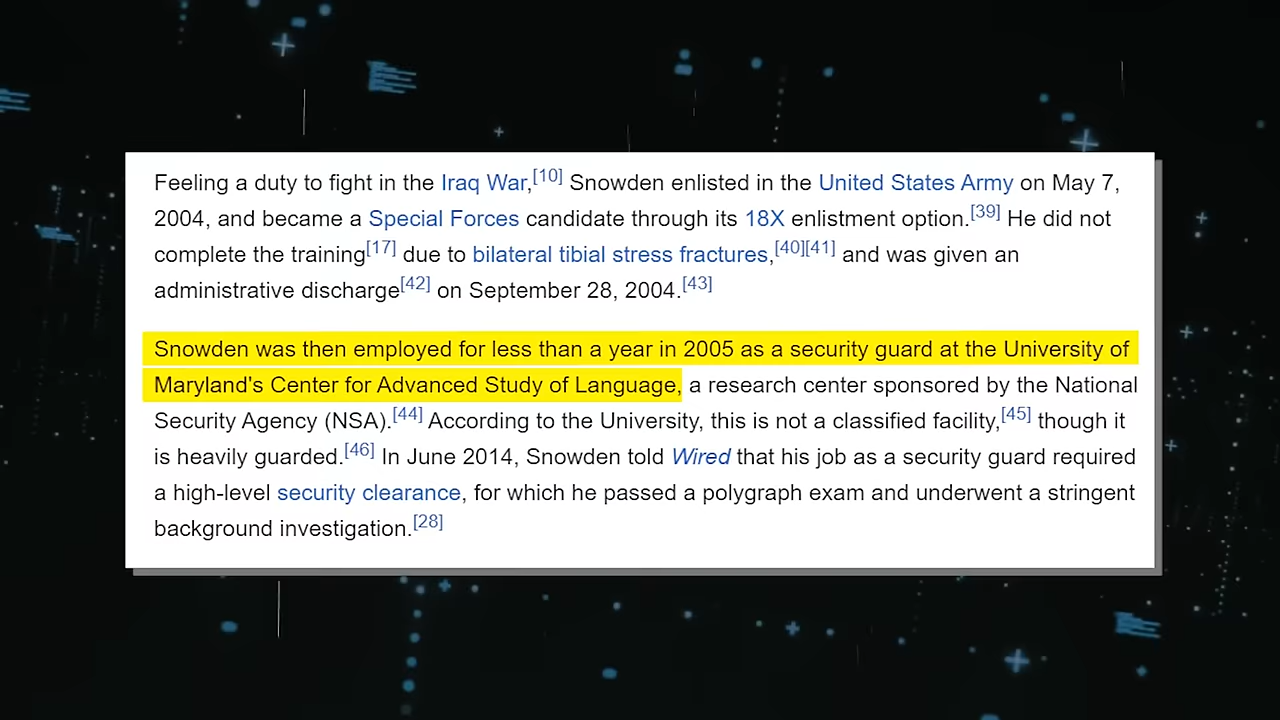 Feeling a duty to fight in the Iraq War,[10] Snowden enlisted in the United States Army on May 7,
2004, and became a Special Forces candidate through its 18X enlistment option.[39] He did not
complete the training[17] due to bilateral tibial stress fractures,[40][41] and was given an
administrative discharge[42] on September 28, 2004.[43]
Snowden was then employed for less than a year in 2005 as a security guard at the University of
Maryland's Center for Advanced Study of Language, a research center sponsored by the National
Security Agency (NSA).[44] According to the University, this is not a classified facility,[45] though it
is heavily guarded.[46] In June 2014, Snowden told Wired that his job as a security guard required
a high-level security clearance, for which he passed a polygraph exam and underwent a stringent
background investigation.[28]